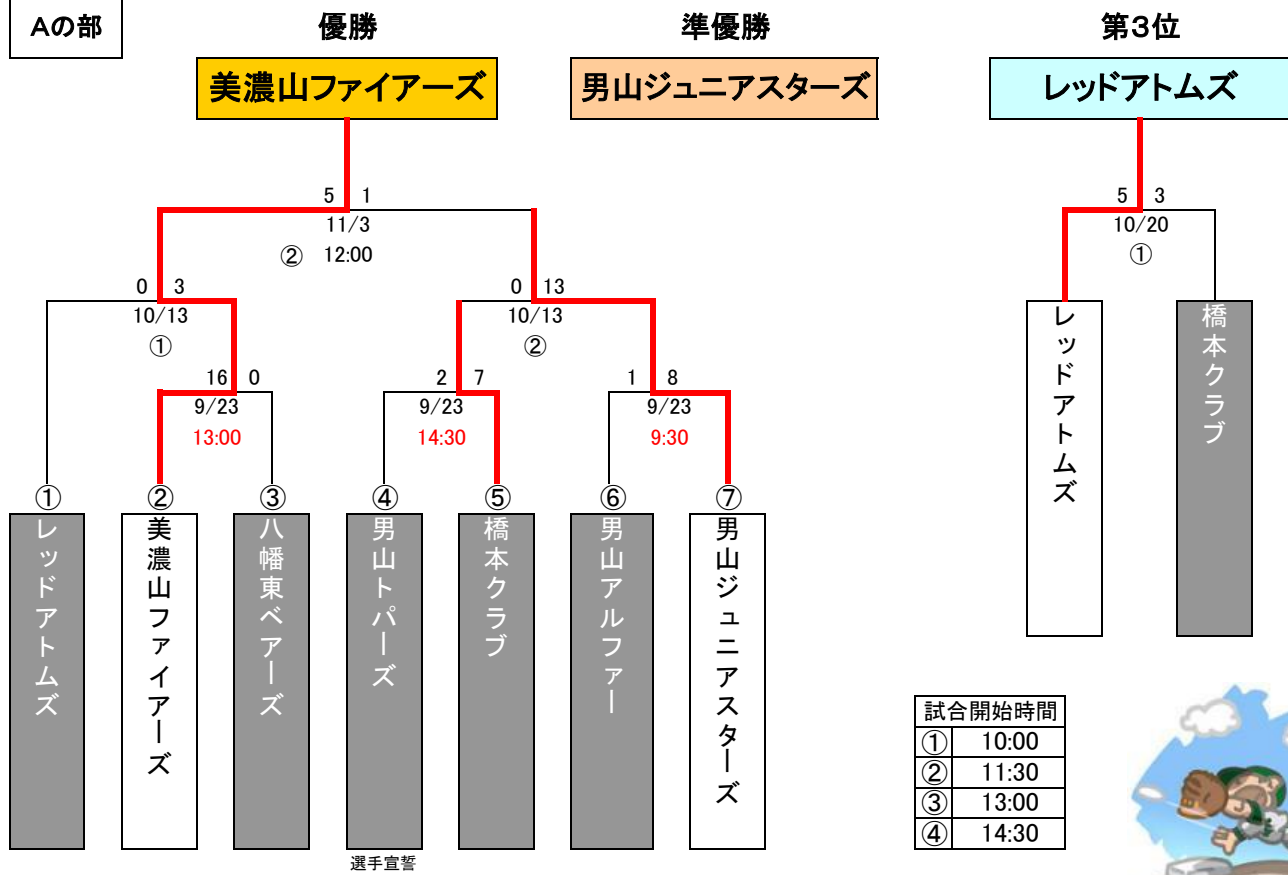 Aの部
優勝
準優勝
第3位
美濃山ファイアーズ
男山ジュニアスターズ
レッドアトムズ
5 1
11/3
② 12:00
5 3
10/20
①
0 3
10/13
①
0 13
10/13
②
16 0
9/23
13:00
2 7
9/23
14:30
1 8
9/23
9:30
レッドアトムズ
橋本クラブ
① ② ③ ④ ⑤ ⑥ ⑦
レッドアトムズ
美濃山ファイアーズ
八幡東ベアーズ
男山トパーズ
橋本クラブ
男山アルファー
男山ジュニアスターズ
選手宣誓
試合開始時間
① 10:00
② 11:30
③ 13:00
④ 14:30